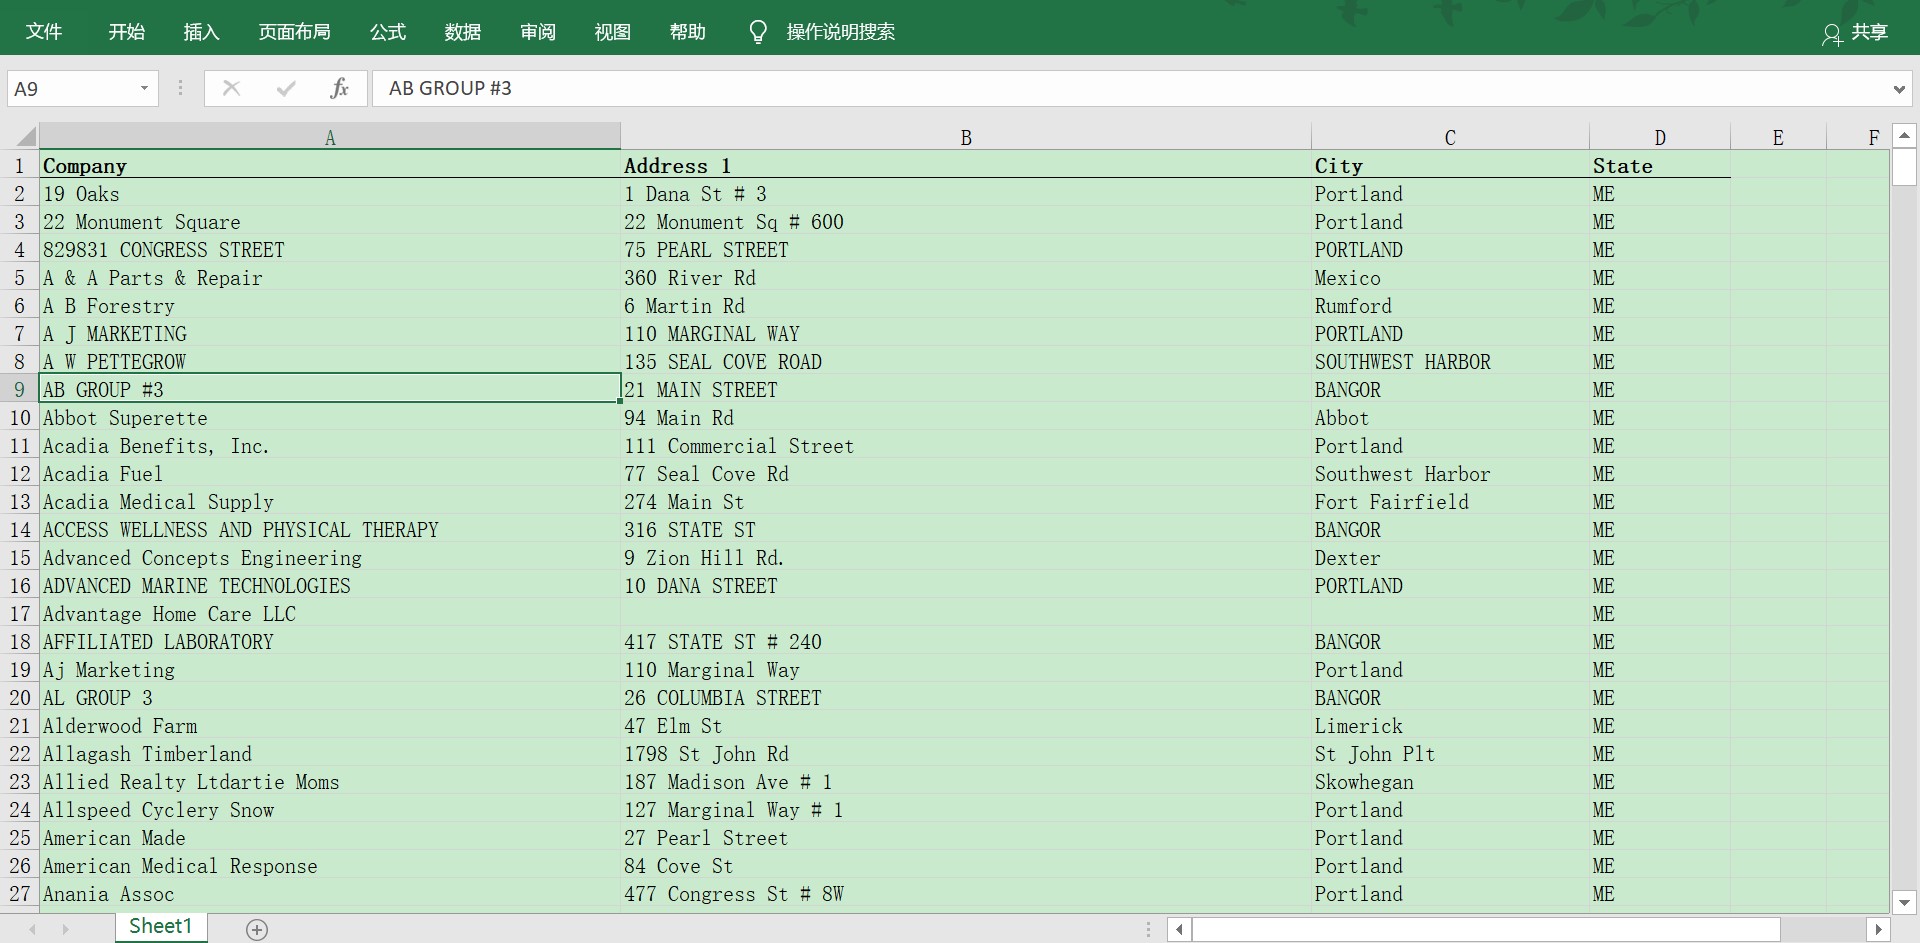 文件 开始 插入 页面布局 公式 数据 审阅 视图 帮助 操作说明搜索 共享
A9 fx AB GROUP #3
A B C D E F
1 Company Address 1 City State
2 19 Oaks 1 Dana St # 3 Portland ME
3 22 Monument Square 22 Monument Sq # 600 Portland ME
4 829831 CONGRESS STREET 75 PEARL STREET PORTLAND ME
5 A & A Parts & Repair 360 River Rd Mexico ME
6 A B Forestry 6 Martin Rd Rumford ME
7 A J MARKETING 110 MARGINAL WAY PORTLAND ME
8 A W PETTEGROW 135 SEAL COVE ROAD SOUTHWEST HARBOR ME
9 AB GROUP #3 21 MAIN STREET BANGOR ME
10 Abbot Superette 94 Main Rd Abbot ME
11 Acadia Benefits, Inc. 111 Commercial Street Portland ME
12 Acadia Fuel 77 Seal Cove Rd Southwest Harbor ME
13 Acadia Medical Supply 274 Main St Fort Fairfield ME
14 ACCESS WELLNESS AND PHYSICAL THERAPY 316 STATE ST BANGOR ME
15 Advanced Concepts Engineering 9 Zion Hill Rd. Dexter ME
16 ADVANCED MARINE TECHNOLOGIES 10 DANA STREET PORTLAND ME
17 Advantage Home Care LLC ME
18 AFFILIATED LABORATORY 417 STATE ST # 240 BANGOR ME
19 Aj Marketing 110 Marginal Way Portland ME
20 AL GROUP 3 26 COLUMBIA STREET BANGOR ME
21 Alderwood Farm 47 Elm St Limerick ME
22 Allagash Timberland 1798 St John Rd St John Plt ME
23 Allied Realty Ltdartie Moms 187 Madison Ave # 1 Skowhegan ME
24 Allspeed Cyclery Snow 127 Marginal Way # 1 Portland ME
25 American Made 27 Pearl Street Portland ME
26 American Medical Response 84 Cove St Portland ME
27 Anania Assoc 477 Congress St # 8W Portland ME
Sheet1